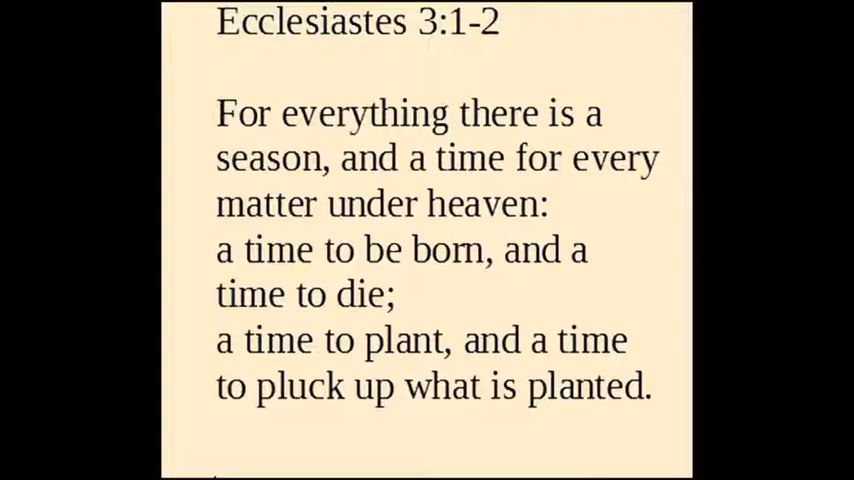 Ecclesiastes 3:1-2
For everything there is a
season, and a time for every
matter under heaven:
a time to be born, and a
time to die;
a time to plant, and a time
to pluck up what is planted.